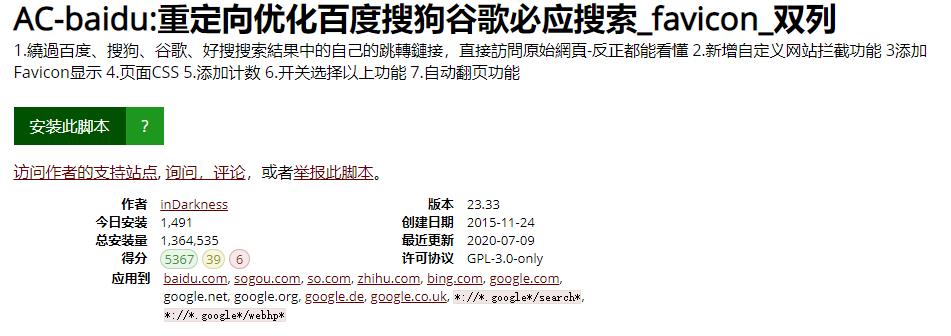 AC-baidu:重定向优化百度搜狗谷歌必应搜索_favicon_双列
1.繞過百度、搜狗、谷歌、好搜搜索結果中的自己的跳轉鏈接，直接訪問原始網頁-反正都能看懂 2.新增自定义网站拦截功能 3添加
Favicon显示 4.页面CSS 5.添加计数 6.开关选择以上功能 7.自动翻页功能
安装此脚本 ?
访问作者的支持站点, 询问，评论，或者举报此脚本。
作者 inDarkness 版本 23.33
今日安装 1,491 创建日期 2015-11-24
总安装量 1,364,535 最近更新 2020-07-09
得分 5367 39 6 许可协议 GPL-3.0-only
应用到 baidu.com, sogou.com, so.com, zhihu.com, bing.com, google.com,
google.net, google.org, google.de, google.co.uk, *://*.google*/search*,
*://*.google*/webhp*